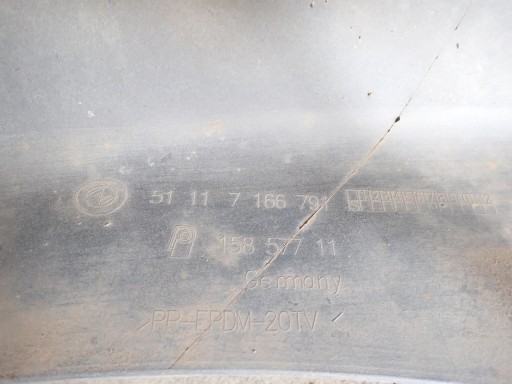 51 11 7 166 791
158 577 11
Germany
>PP-EPDM-20TV<